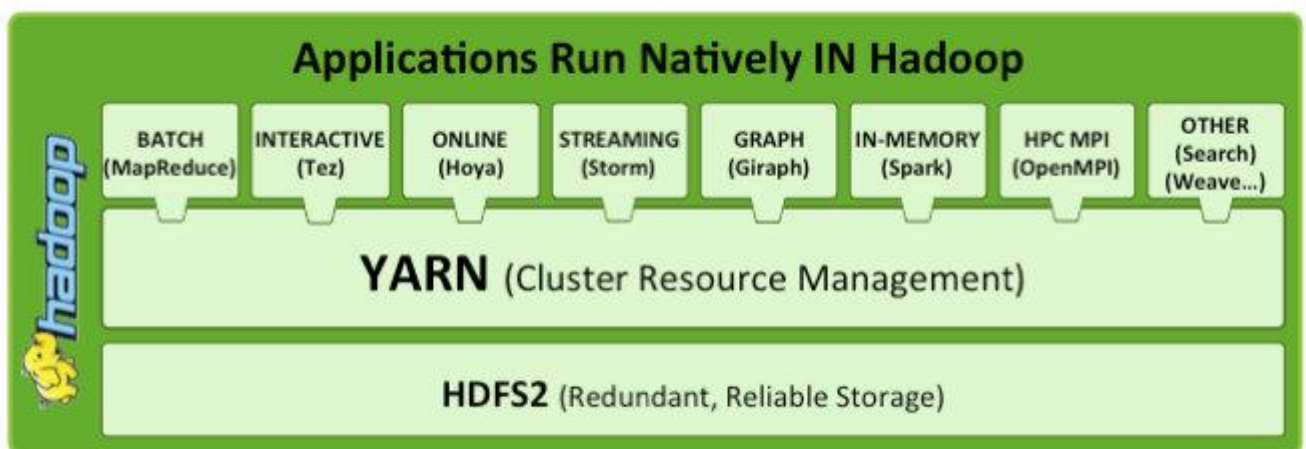 Applications Run Natively IN Hadoop
BATCH
(MapReduce)
INTERACTIVE
(Tez)
ONLINE
(Hoya)
STREAMING
(Storm)
GRAPH
(Giraph)
IN-MEMORY
(Spark)
HPC MPI
(OpenMPI)
OTHER
(Search)
(Weave...)
hadoop
YARN (Cluster Resource Management)
HDFS2 (Redundant, Reliable Storage)